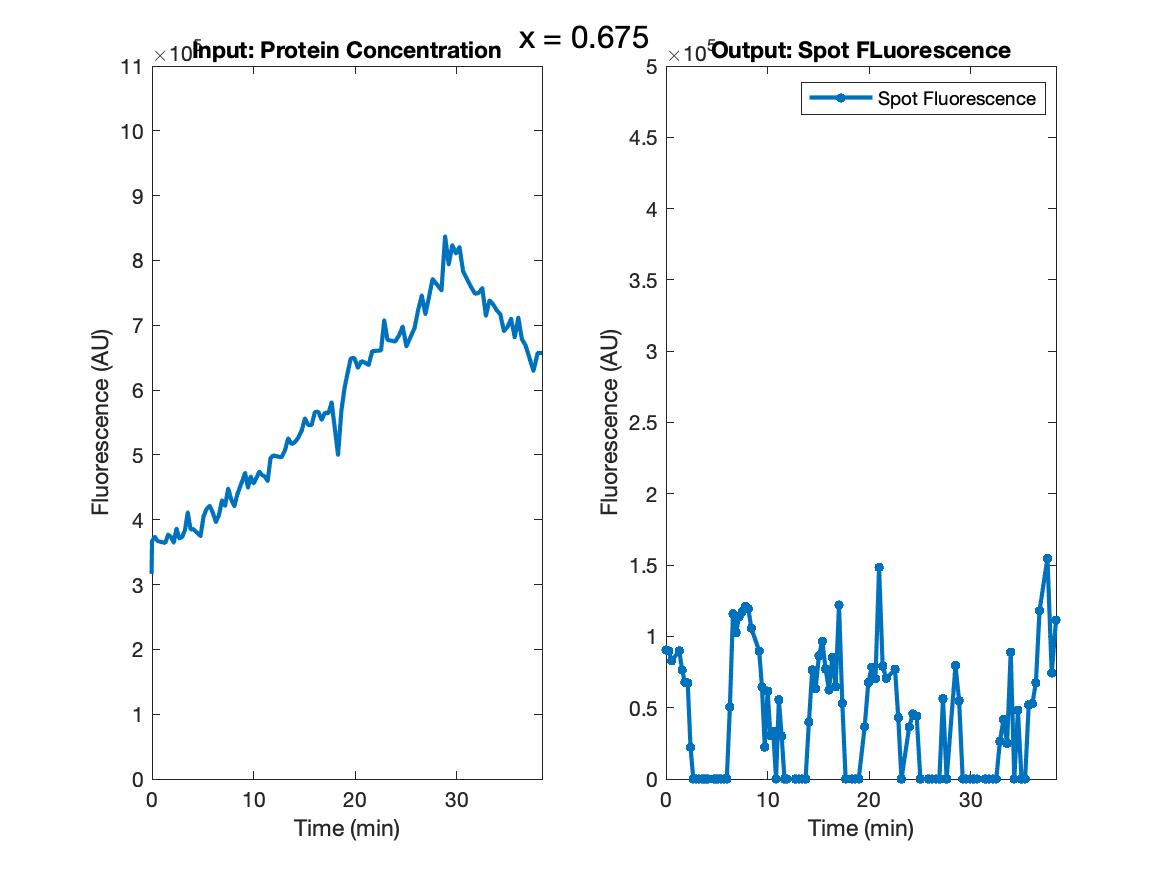 x = 0.675
×10⁵
Input: Protein Concentration
11
10
9
8
7
6
5
4
3
2
1
0
Fluorescence (AU)
0 10 20 30
Time (min)
×10⁵
Output: Spot FLuorescence
Spot Fluorescence
5
4.5
4
3.5
3
2.5
2
1.5
1
0.5
0
Fluorescence (AU)
0 10 20 30
Time (min)